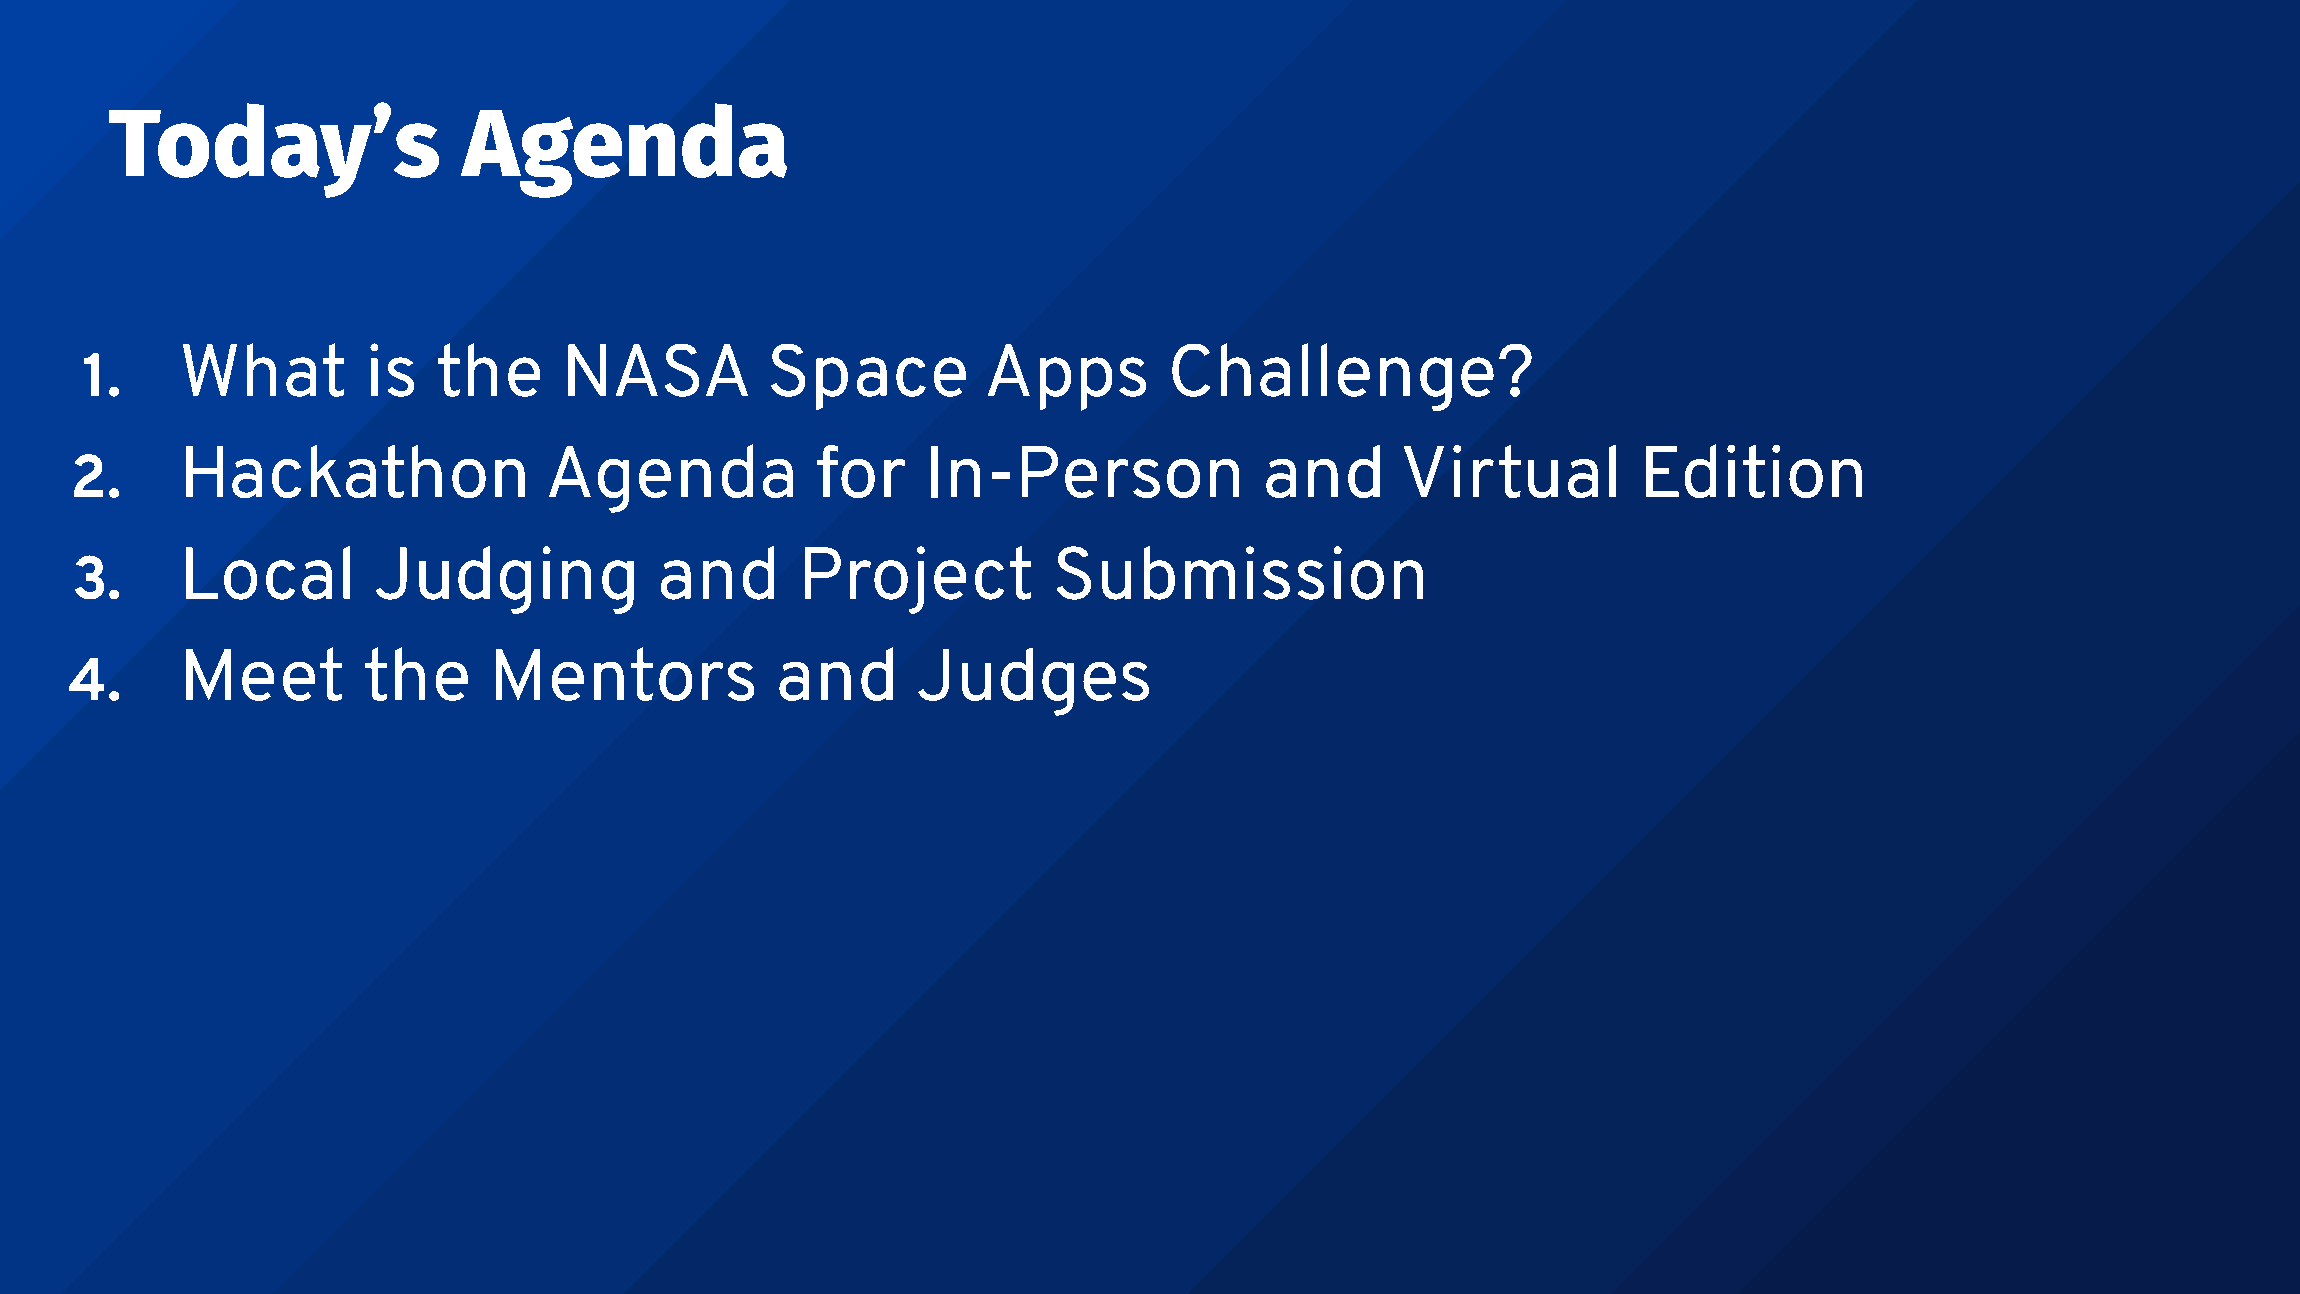 Today’s Agenda
1. What is the NASA Space Apps Challenge?
2. Hackathon Agenda for In-Person and Virtual Edition
3. Local Judging and Project Submission
4. Meet the Mentors and Judges